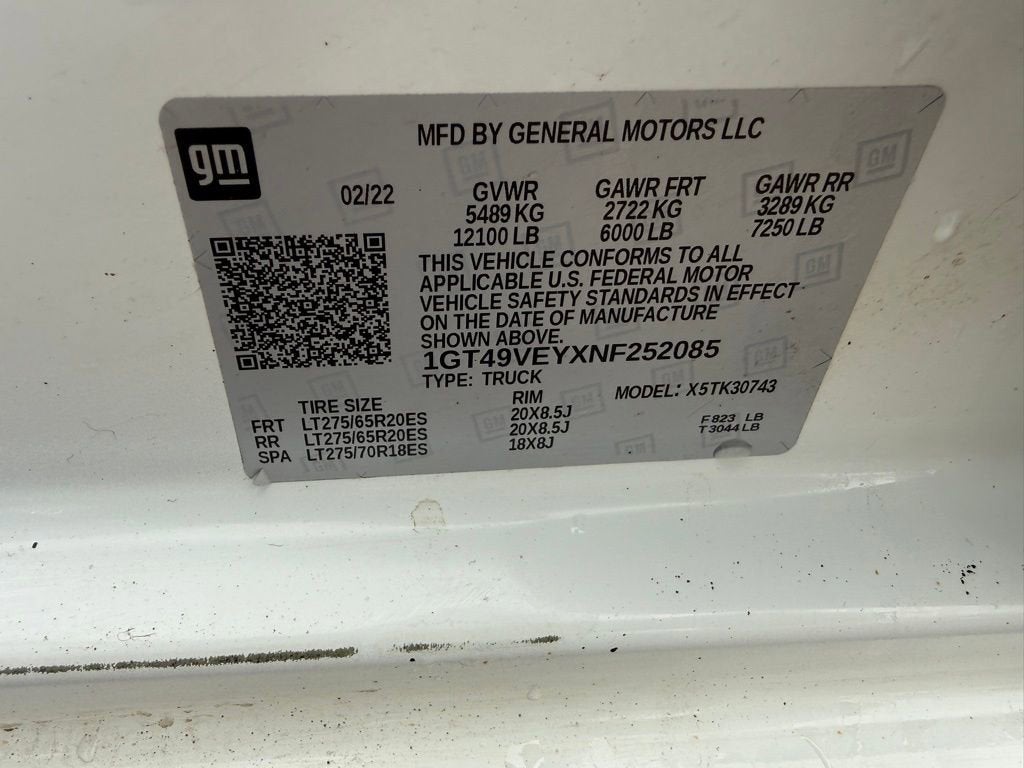 gm
MFD BY GENERAL MOTORS LLC
02/22
GVWR GAWR FRT GAWR RR
5489 KG 2722 KG 3289 KG
12100 LB 6000 LB 7250 LB
THIS VEHICLE CONFORMS TO ALL
APPLICABLE U.S. FEDERAL MOTOR
VEHICLE SAFETY STANDARDS IN EFFECT
ON THE DATE OF MANUFACTURE
SHOWN ABOVE.
1GT49VEYXNF252085
TYPE: TRUCK
MODEL: X5TK30743
TIRE SIZE RIM
FRT LT275/65R20ES 20X8.5J
RR LT275/65R20ES 20X8.5J
SPA LT275/70R18ES 18X8J
F 823 LB
T 3044 LB